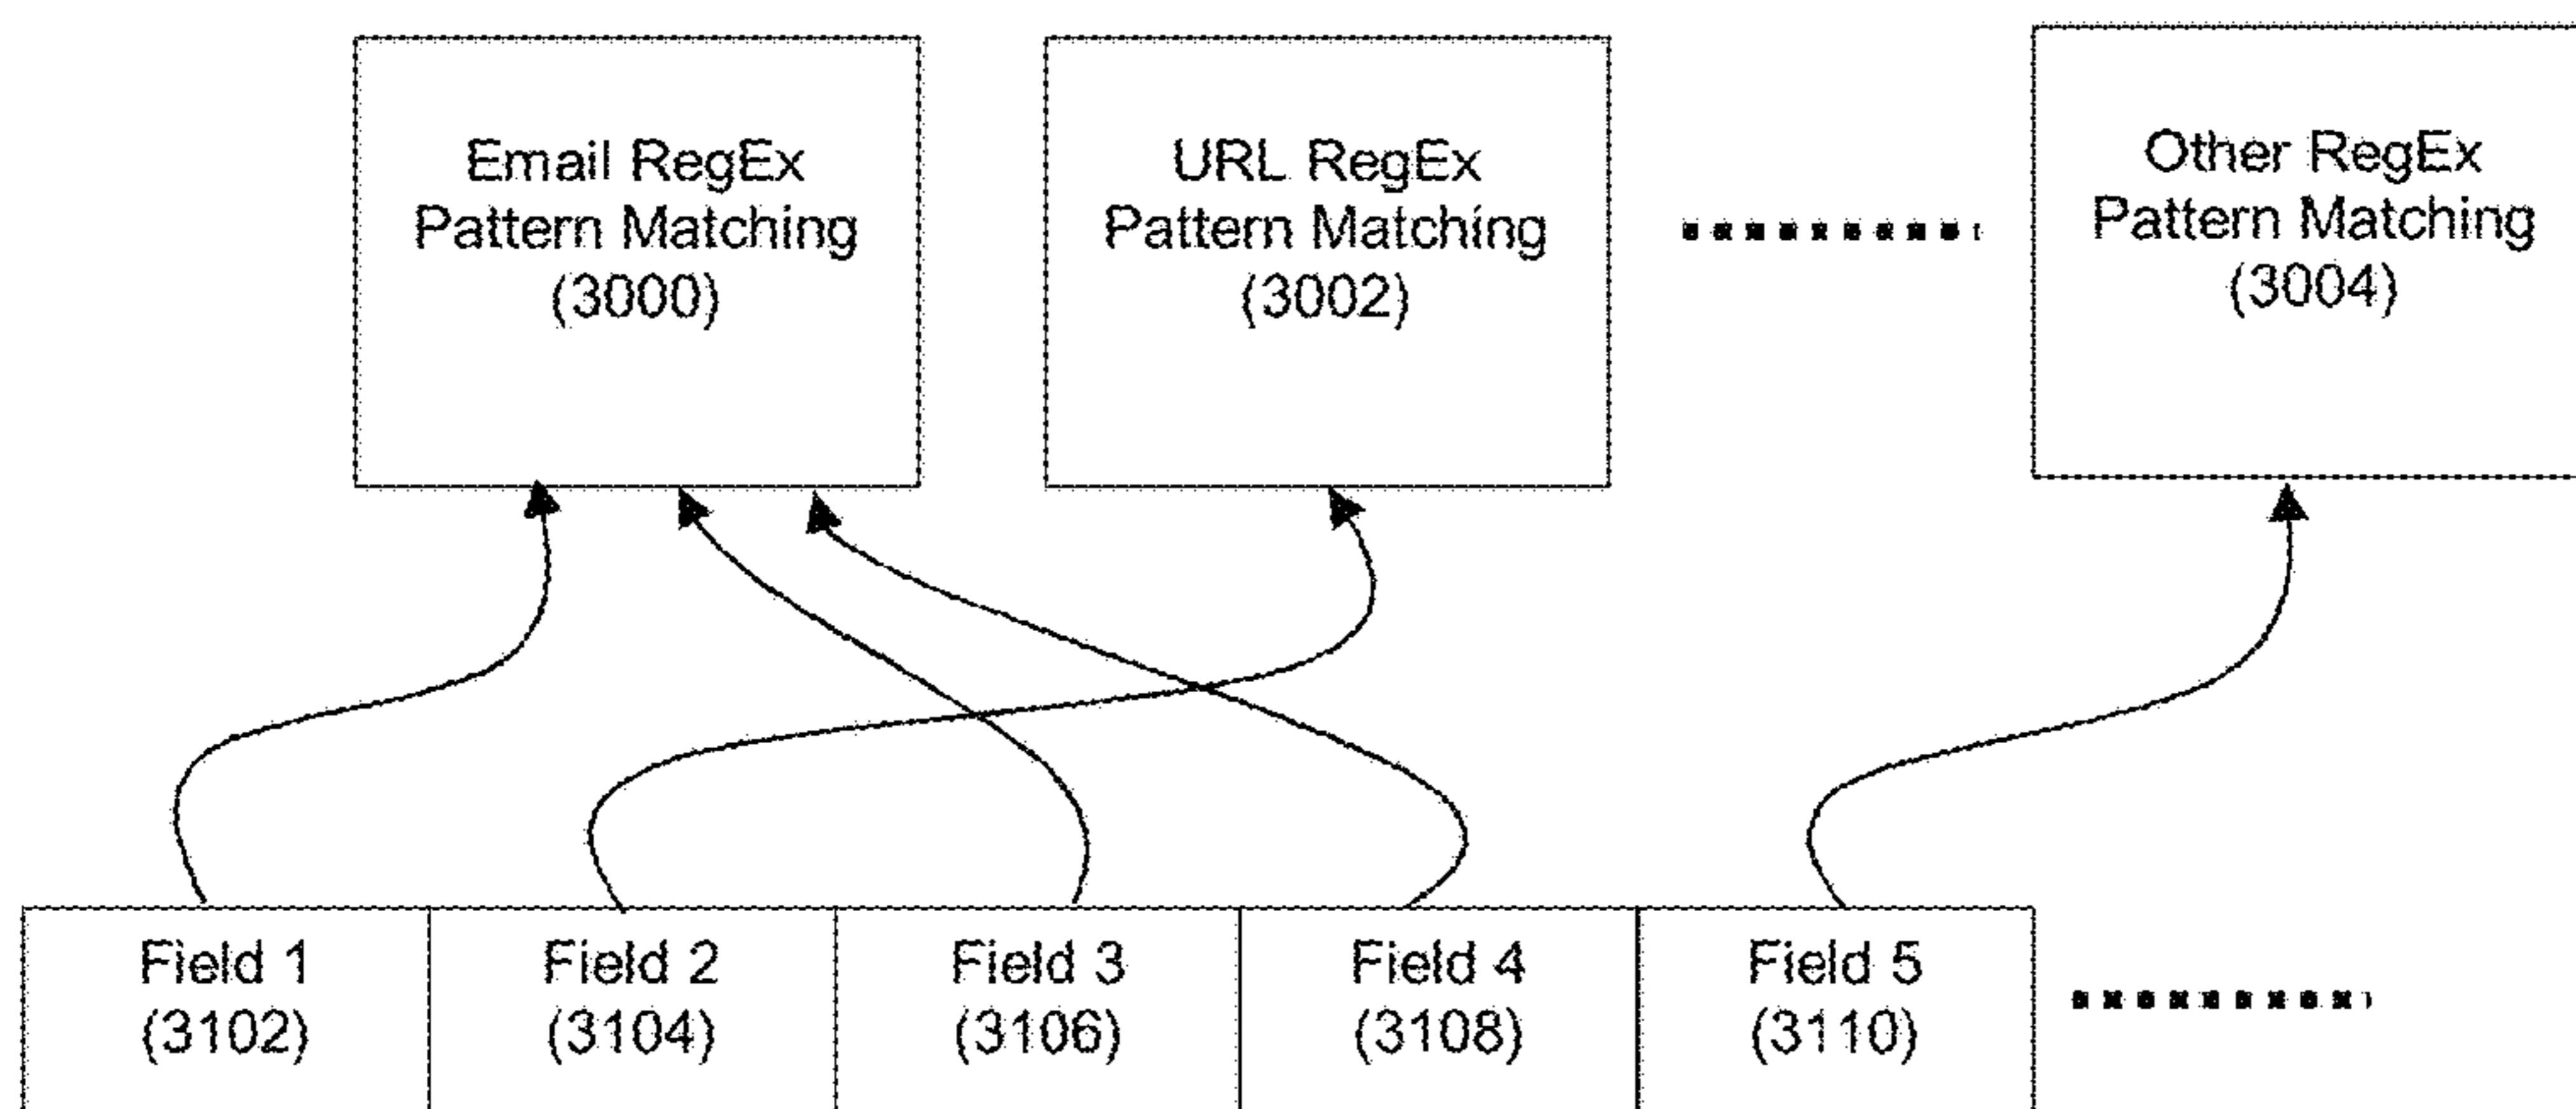 Email RegEx
Pattern Matching
(3000)
URL RegEx
Pattern Matching
(3002)
Other RegEx
Pattern Matching
(3004)
Field 1
(3102)
Field 2
(3104)
Field 3
(3106)
Field 4
(3108)
Field 5
(3110)